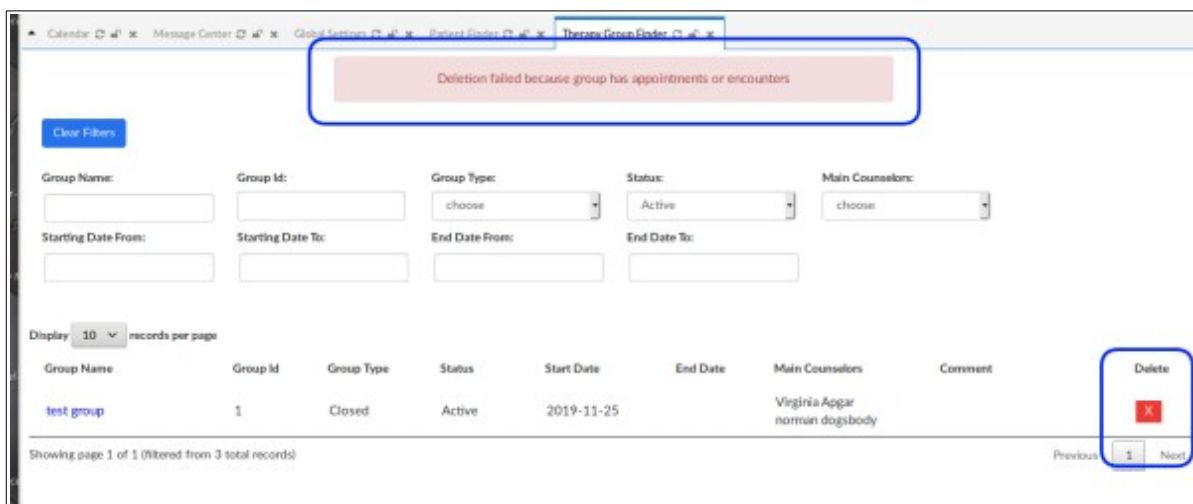 Calendar Message Center Global Settings Patient Finder Therapy Group Finder
Deletion failed because group has appointments or encounters
Clear Filters
Group Name: Group Id: Group Type: Status: Main Counselors:
choose Active choose
Starting Date From: Starting Date To: End Date From: End Date To:
Display 10 records per page
Group Name Group Id Group Type Status Start Date End Date Main Counselors Comment Delete
test group 1 Closed Active 2019-11-25 Virginia Apgar X
norman dogsbody
Showing page 1 of 1 (filtered from 3 total records) Previous 1 Next